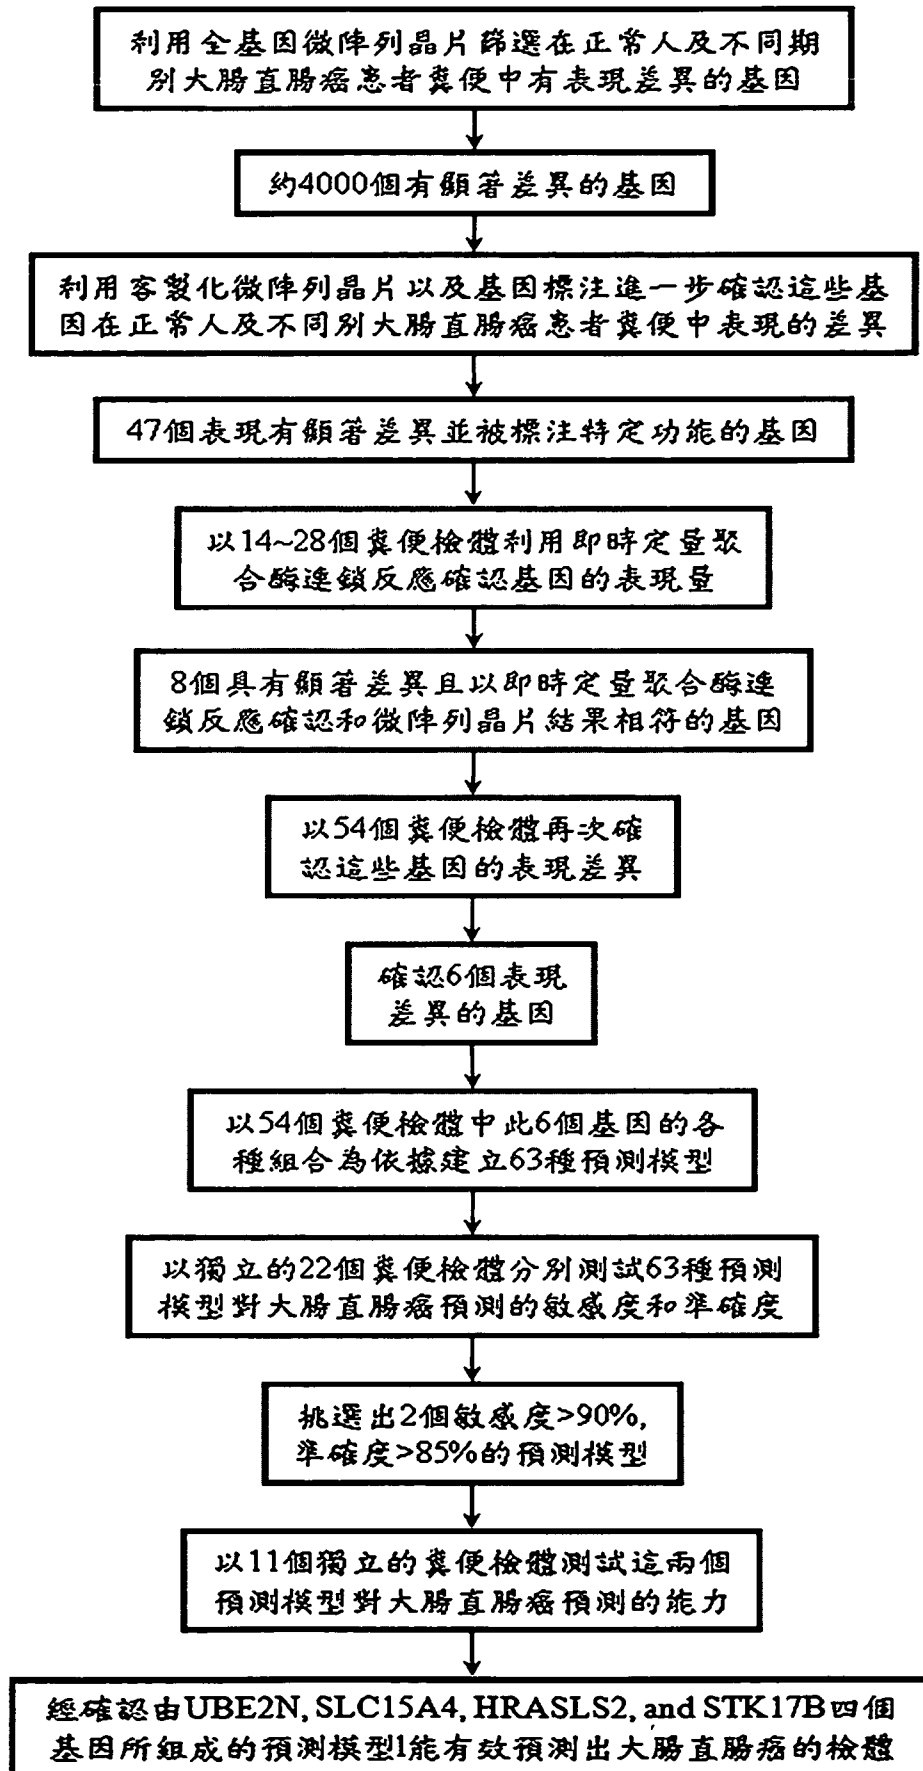 利用全基因微陣列晶片篩選在正常人及不同期
別大腸直腸癌患者糞便中有表現差異的基因
約4000個有顯著差異的基因
利用客製化微陣列晶片以及基因標注進一步確認這些基
因在正常人及不同別大腸直腸癌患者糞便中表現的差異
47個表現有顯著差異並被標注特定功能的基因
以14~28個糞便檢體利用即時定量聚
合酶連鎖反應確認基因的表現量
8個具有顯著差異且以即時定量聚合酶連
鎖反應確認和微陣列晶片結果相符的基因
以54個糞便檢體再次確
認這些基因的表現差異
確認6個表現
差異的基因
以54個糞便檢體中此6個基因的各
種組合為依據建立63種預測模型
以獨立的22個糞便檢體分別測試63種預測
模型對大腸直腸癌預測的敏感度和準確度
挑選出2個敏感度>90%,
準確度>85%的預測模型
以11個獨立的糞便檢體測試這兩個
預測模型對大腸直腸癌預測的能力
經確認由UBE2N, SLC15A4, HRASLS2, and STK17B四個
基因所組成的預測模型1能有效預測出大腸直腸癌的檢體